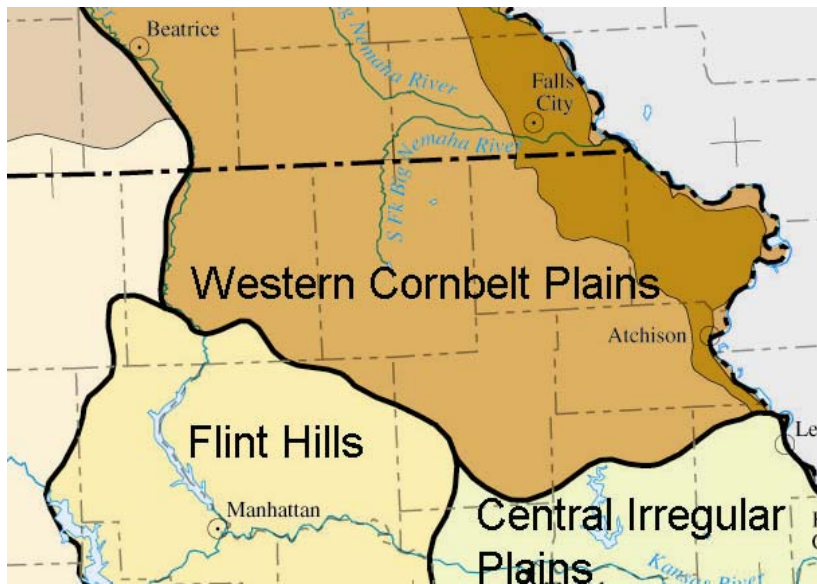 Beatrice
Big Nemaha River
Falls
City
S Fk Big Nemaha River
Western Cornbelt Plains
Atchison
Flint Hills
Le
Manhattan
Central Irregular
Plains
Kansas River